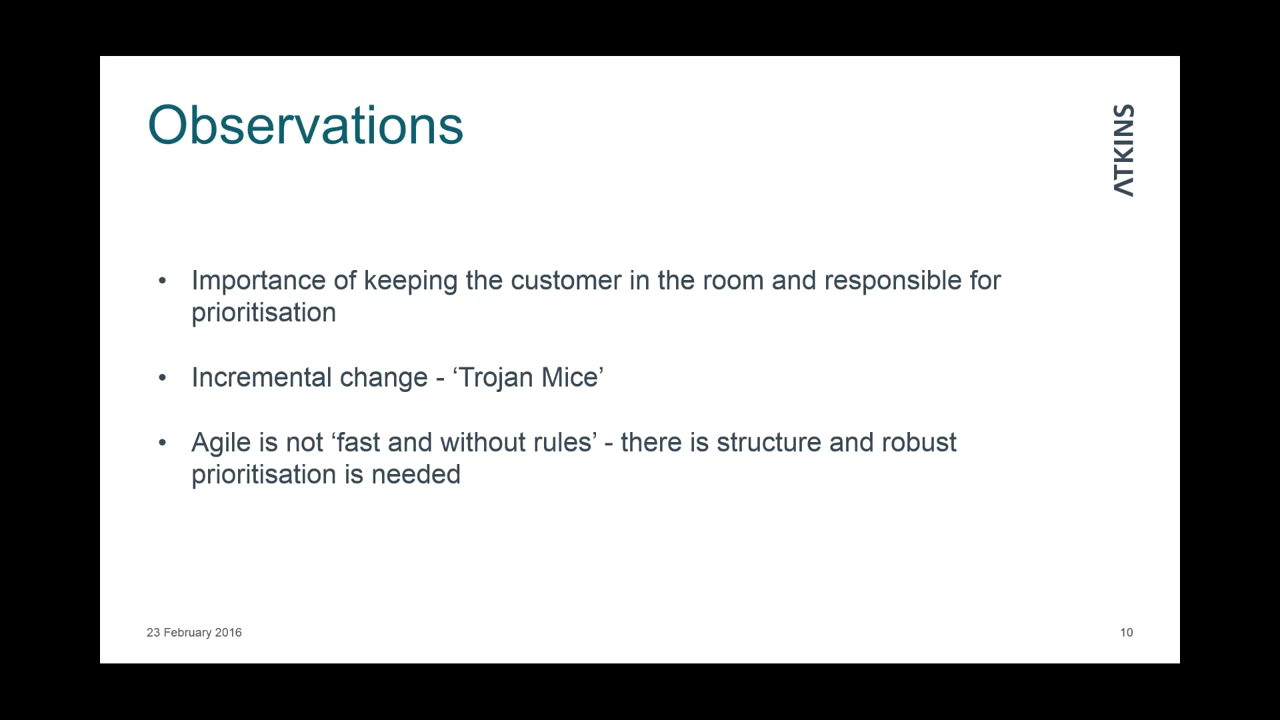 Observations
ATKINS
• Importance of keeping the customer in the room and responsible for
prioritisation
• Incremental change - ‘Trojan Mice’
• Agile is not ‘fast and without rules’ - there is structure and robust
prioritisation is needed
23 February 2016
10